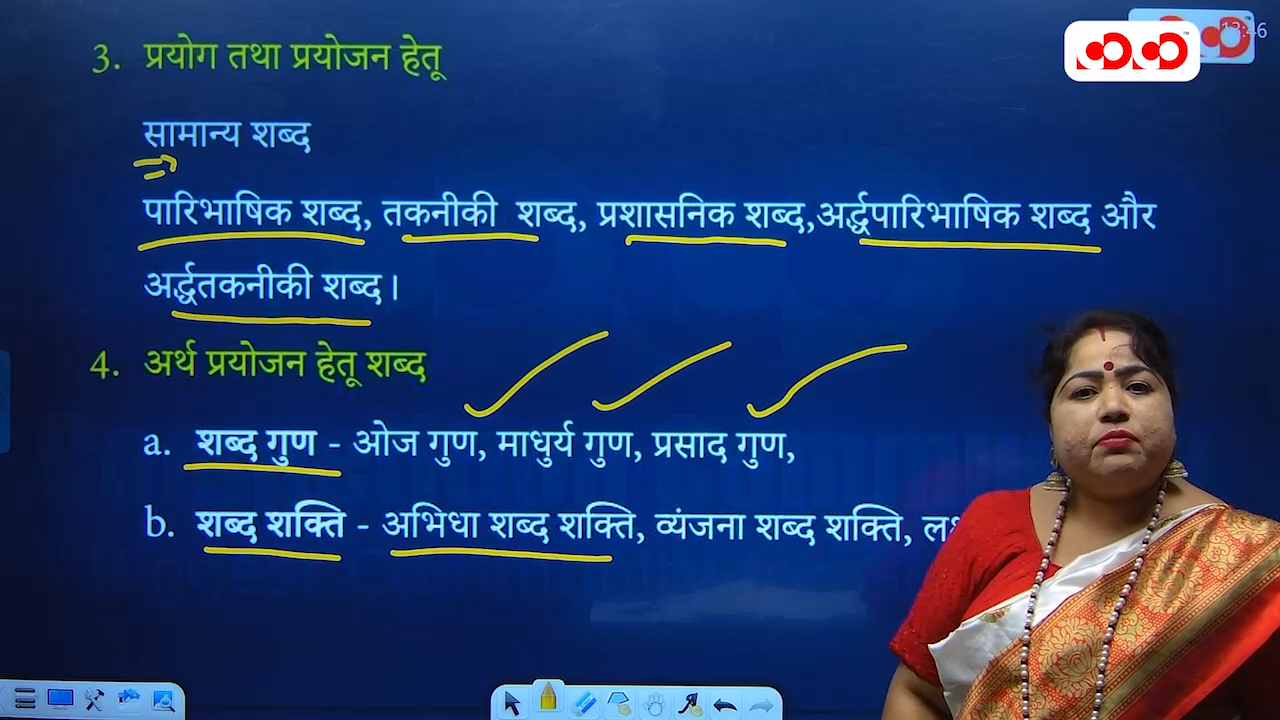 3. प्रयोग तथा प्रयोजन हेतू
सामान्य शब्द
पारिभाषिक शब्द, तकनीकी शब्द, प्रशासनिक शब्द,अर्द्धपारिभाषिक शब्द और
अर्द्धतकनीकी शब्द।
4. अर्थ प्रयोजन हेतू शब्द
a. शब्द गुण - ओज गुण, माधुर्य गुण, प्रसाद गुण,
b. शब्द शक्ति - अभिधा शब्द शक्ति, व्यंजना शब्द शक्ति,